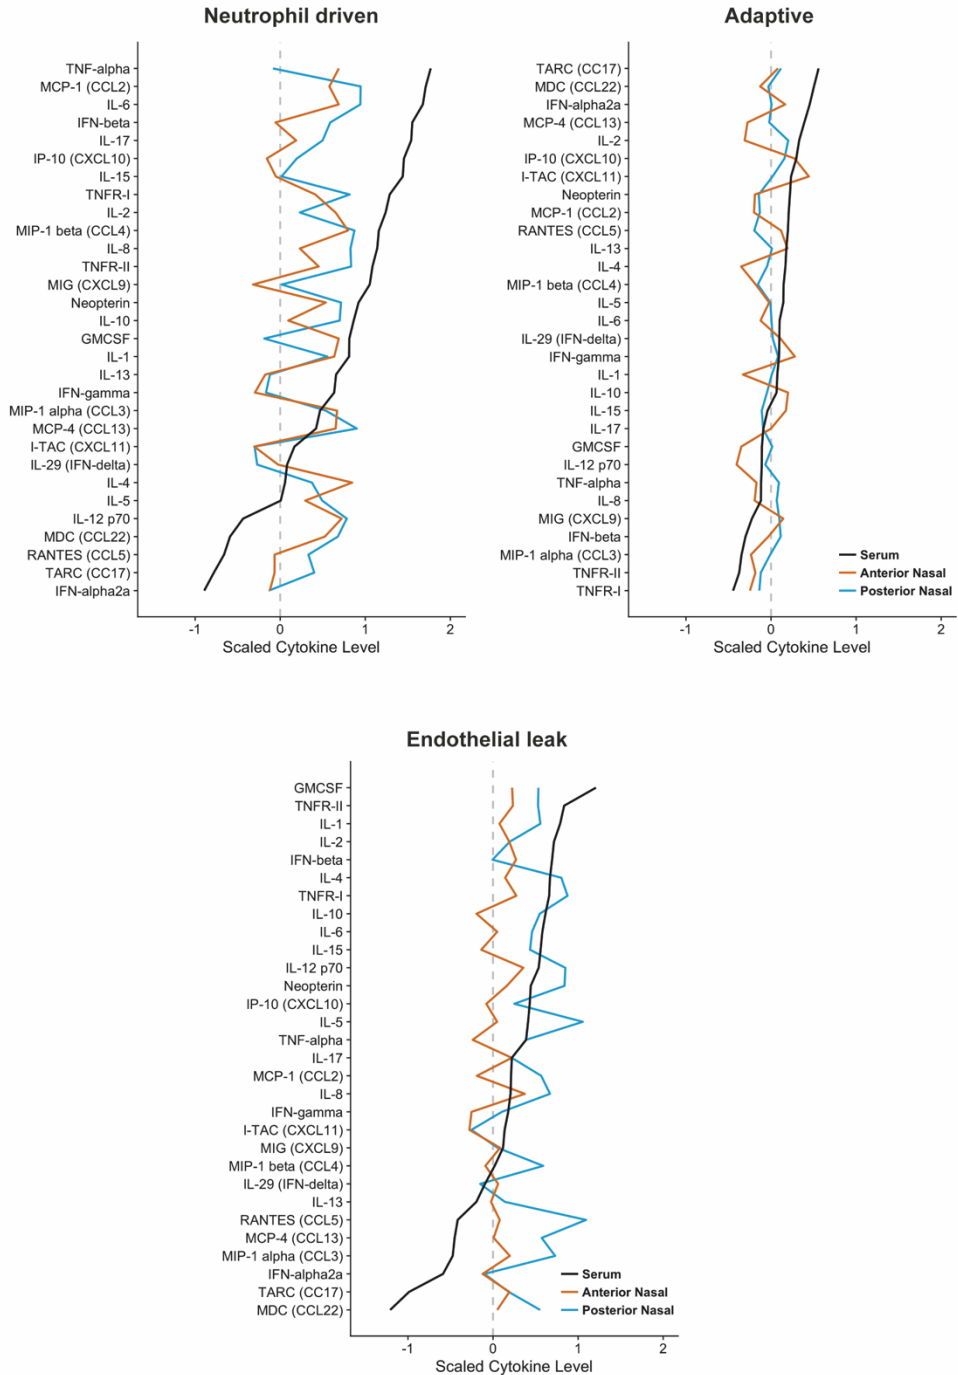 Neutrophil driven
TNF-alpha
MCP-1 (CCL2)
IL-6
IFN-beta
IL-17
IP-10 (CXCL10)
IL-15
TNFR-I
IL-2
MIP-1 beta (CCL4)
IL-8
TNFR-II
MIG (CXCL9)
Neopterin
IL-10
GMCSF
IL-1
IL-13
IFN-gamma
MIP-1 alpha (CCL3)
MCP-4 (CCL13)
I-TAC (CXCL11)
IL-29 (IFN-delta)
IL-4
IL-5
IL-12 p70
MDC (CCL22)
RANTES (CCL5)
TARC (CC17)
IFN-alpha2a
-1 0 1 2
Scaled Cytokine Level
Adaptive
TARC (CC17)
MDC (CCL22)
IFN-alpha2a
MCP-4 (CCL13)
IL-2
IP-10 (CXCL10)
I-TAC (CXCL11)
Neopterin
MCP-1 (CCL2)
RANTES (CCL5)
IL-13
IL-4
MIP-1 beta (CCL4)
IL-5
IL-6
IL-29 (IFN-delta)
IFN-gamma
IL-1
IL-10
IL-15
IL-17
GMCSF
IL-12 p70
TNF-alpha
IL-8
MIG (CXCL9)
IFN-beta
MIP-1 alpha (CCL3)
TNFR-II
TNFR-I
Serum
Anterior Nasal
Posterior Nasal
-1 0 1 2
Scaled Cytokine Level
Endothelial leak
GMCSF
TNFR-II
IL-1
IL-2
IFN-beta
IL-4
TNFR-I
IL-10
IL-6
IL-15
IL-12 p70
Neopterin
IP-10 (CXCL10)
IL-5
TNF-alpha
IL-17
MCP-1 (CCL2)
IL-8
IFN-gamma
I-TAC (CXCL11)
MIG (CXCL9)
MIP-1 beta (CCL4)
IL-29 (IFN-delta)
IL-13
RANTES (CCL5)
MCP-4 (CCL13)
MIP-1 alpha (CCL3)
IFN-alpha2a
TARC (CC17)
MDC (CCL22)
Serum
Anterior Nasal
Posterior Nasal
-1 0 1 2
Scaled Cytokine Level